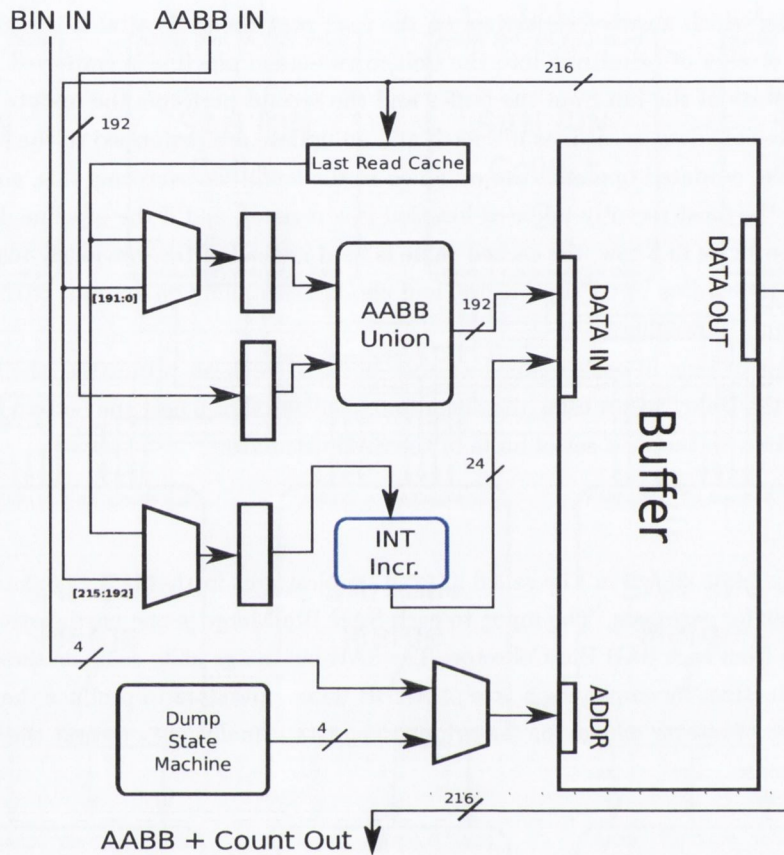 BIN IN
AABB IN
216
192
Last Read Cache
[191:0]
AABB
Union
192
DATA IN
DATA OUT
Buffer
24
INT
Incr.
[215:192]
4
Dump
State
Machine
4
ADDR
216
AABB + Count Out